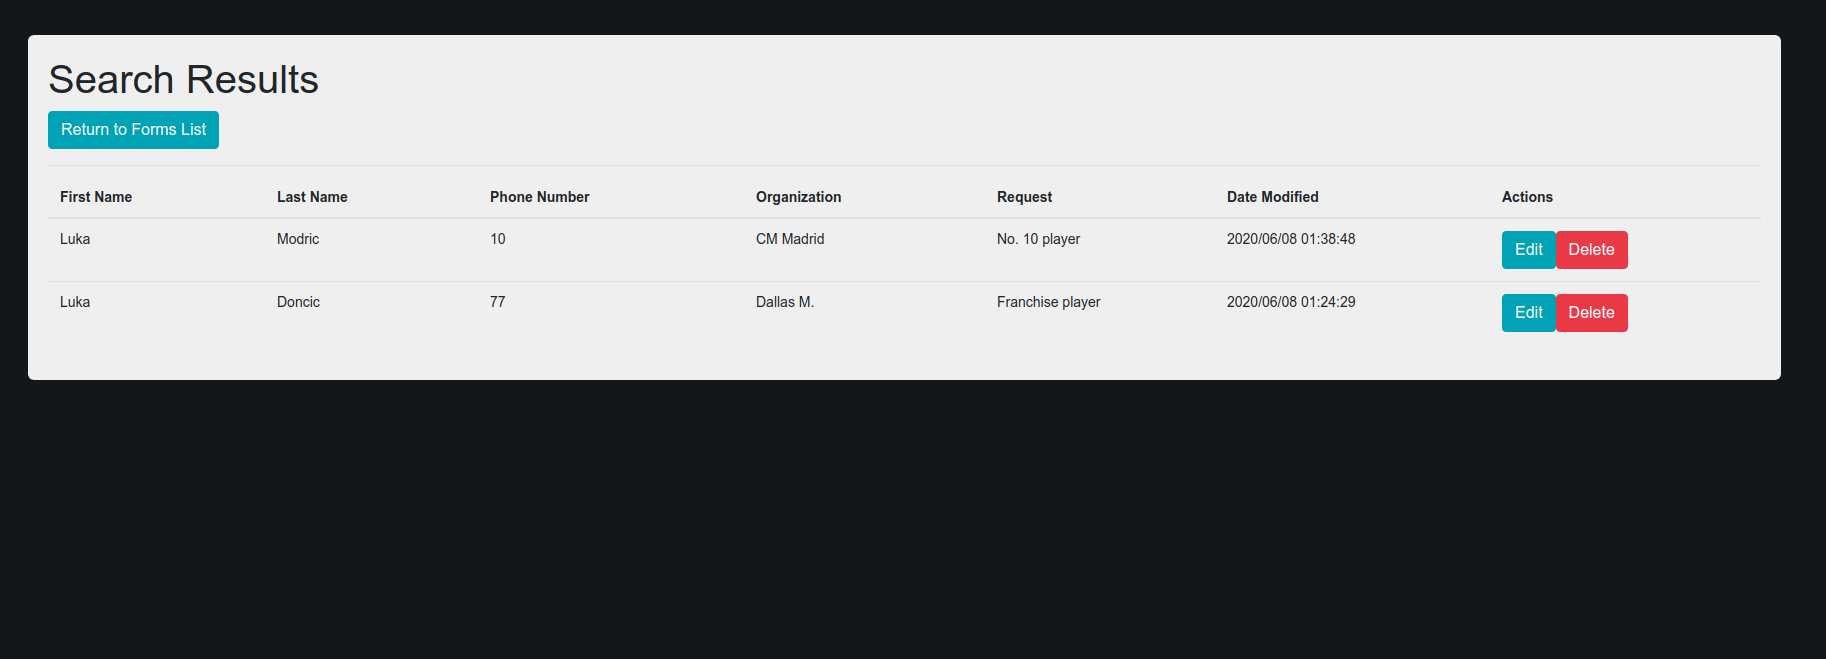 Search Results
Return to Forms List
First Name Last Name Phone Number Organization Request Date Modified Actions
Luka Modric 10 CM Madrid No. 10 player 2020/06/08 01:38:48 Edit Delete
Luka Doncic 77 Dallas M. Franchise player 2020/06/08 01:24:29 Edit Delete